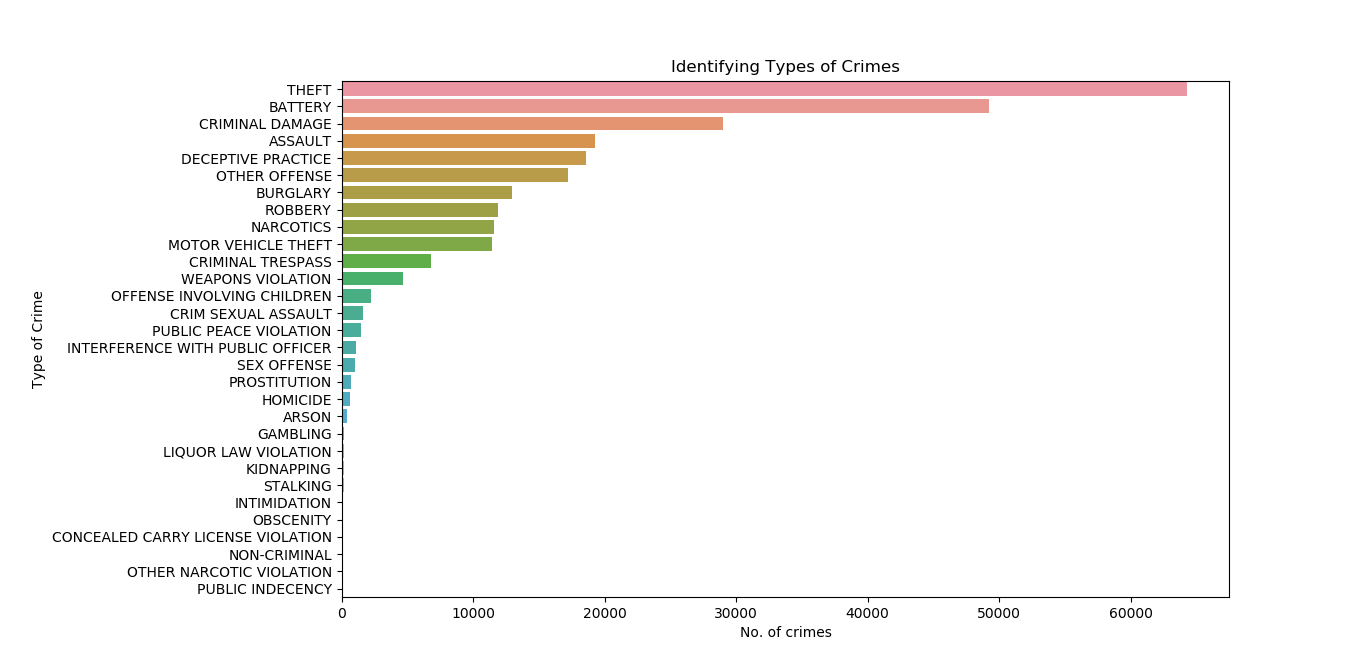 Identifying Types of Crimes
Type of Crime
THEFT
BATTERY
CRIMINAL DAMAGE
ASSAULT
DECEPTIVE PRACTICE
OTHER OFFENSE
BURGLARY
ROBBERY
NARCOTICS
MOTOR VEHICLE THEFT
CRIMINAL TRESPASS
WEAPONS VIOLATION
OFFENSE INVOLVING CHILDREN
CRIM SEXUAL ASSAULT
PUBLIC PEACE VIOLATION
INTERFERENCE WITH PUBLIC OFFICER
SEX OFFENSE
PROSTITUTION
HOMICIDE
ARSON
GAMBLING
LIQUOR LAW VIOLATION
KIDNAPPING
STALKING
INTIMIDATION
OBSCENITY
CONCEALED CARRY LICENSE VIOLATION
NON-CRIMINAL
OTHER NARCOTIC VIOLATION
PUBLIC INDECENCY
0 10000 20000 30000 40000 50000 60000
No. of crimes